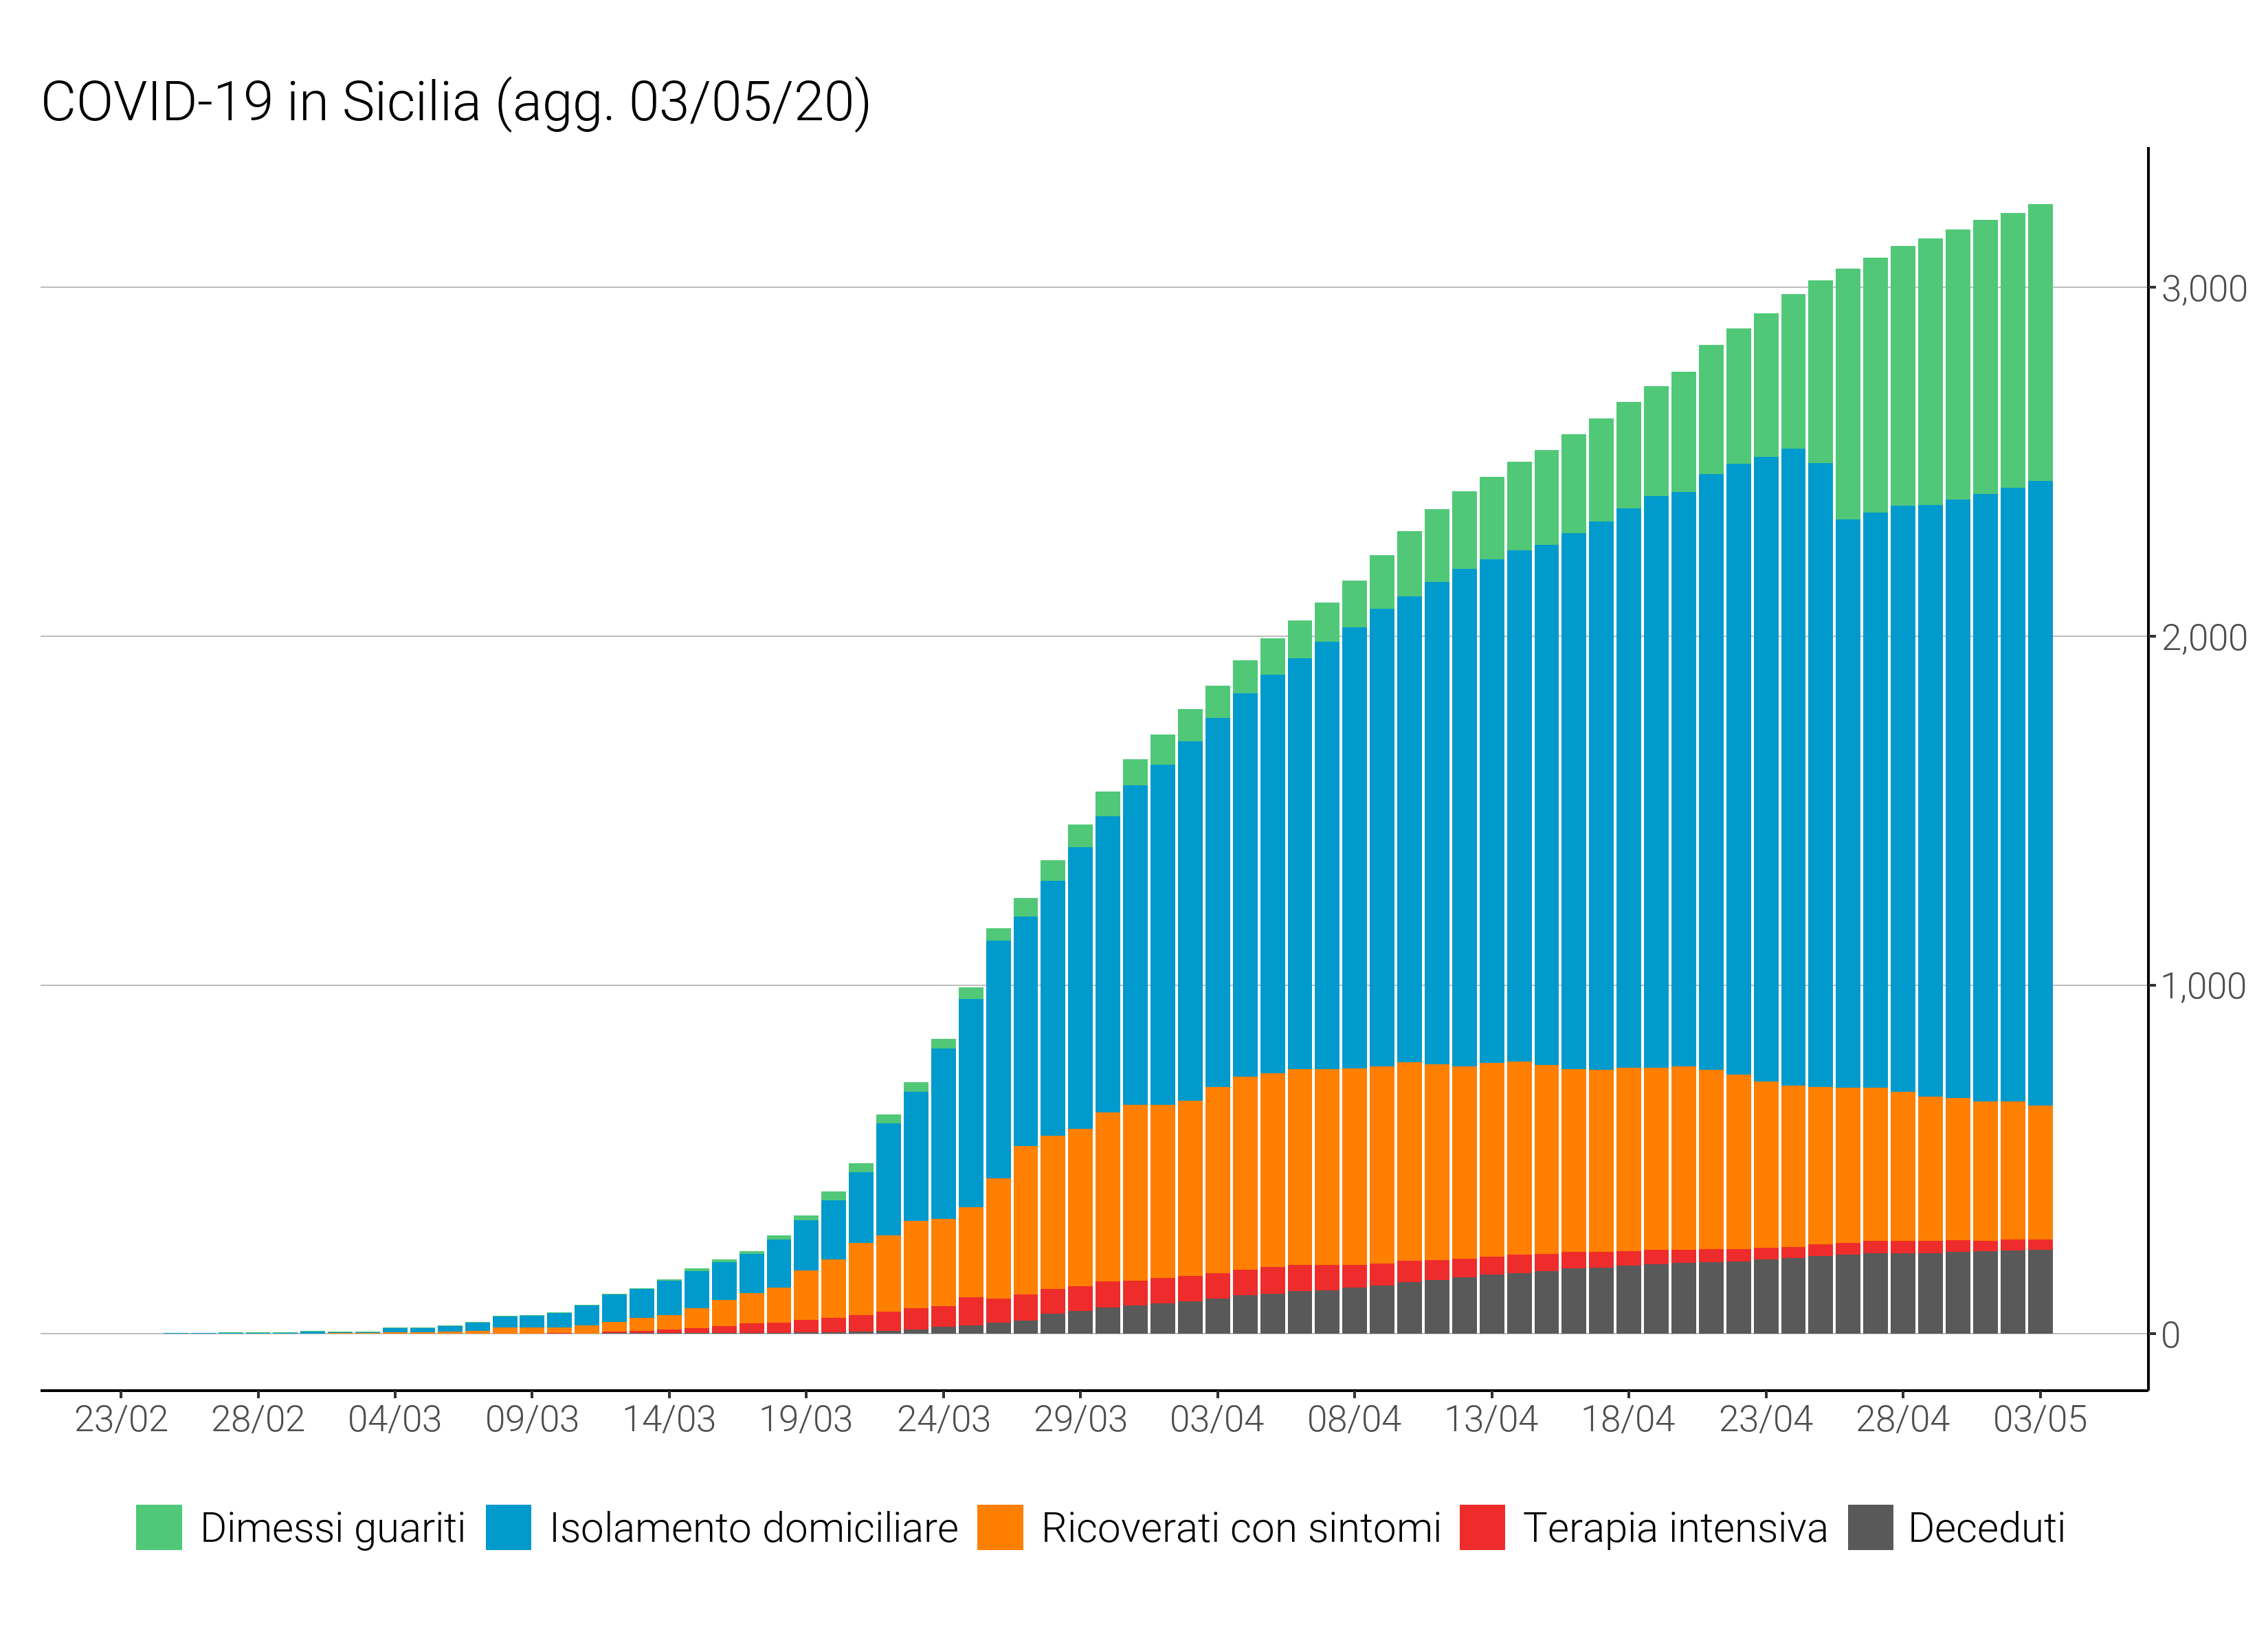 COVID-19 in Sicilia (agg. 03/05/20)
3,000
2,000
1,000
0
23/02 28/02 04/03 09/03 14/03 19/03 24/03 29/03 03/04 08/04 13/04 18/04 23/04 28/04 03/05
Dimessi guariti Isolamento domiciliare Ricoverati con sintomi Terapia intensiva Deceduti